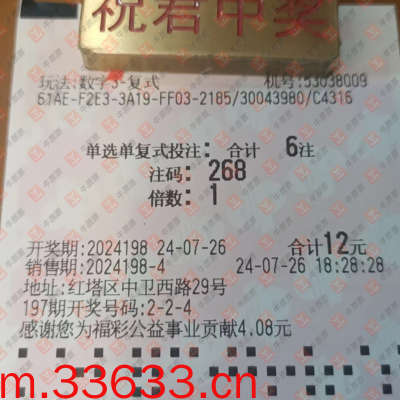 祝君中奖
玩法:数字3-复式 机号:53038009
61AE-F2E3-3A19-FF03-2185/30043980/C4316
单选单复式投注: 合计 6注
注码: 268
倍数: 1
开奖期:2024198 24-07-26 合计12元
销售期:2024198-4 24-07-26 18:28:28
地址:红塔区中卫西路29号
197期开奖号码:2-2-4
感谢您为福彩公益事业贡献4.08元
m.33633.cn